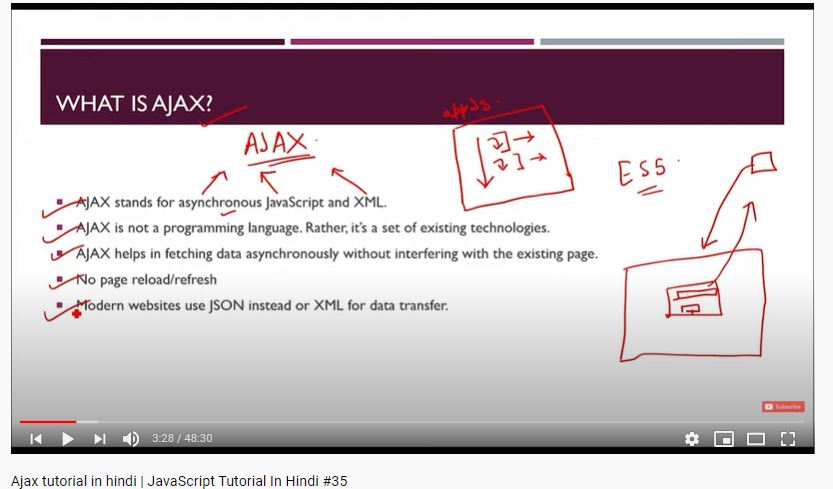 WHAT IS AJAX?
appJs.
AJAX.
ES5.
AJAX stands for asynchronous JavaScript and XML.
AJAX is not a programming language. Rather, it's a set of existing technologies.
AJAX helps in fetching data asynchronously without interfering with the existing page.
No page reload/refresh
Modern websites use JSON instead or XML for data transfer.
Subscribe
3:28 / 48:30
Ajax tutorial in hindi | JavaScript Tutorial In Hindi #35